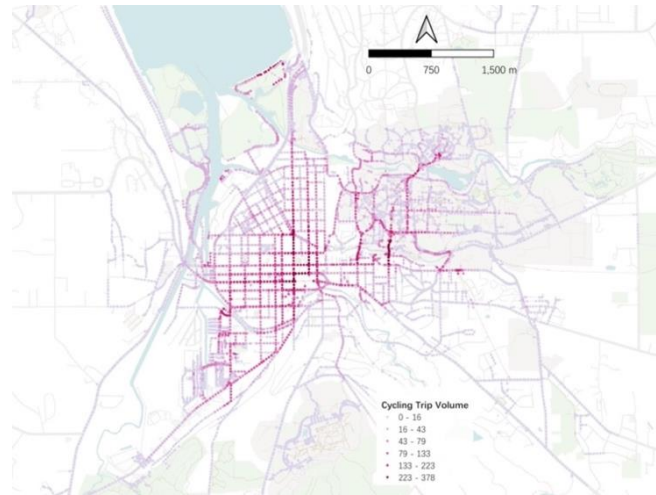 0 750 1,500 m
Cycling Trip Volume
0 - 16
16 - 43
43 - 79
79 - 133
133 - 223
223 - 378